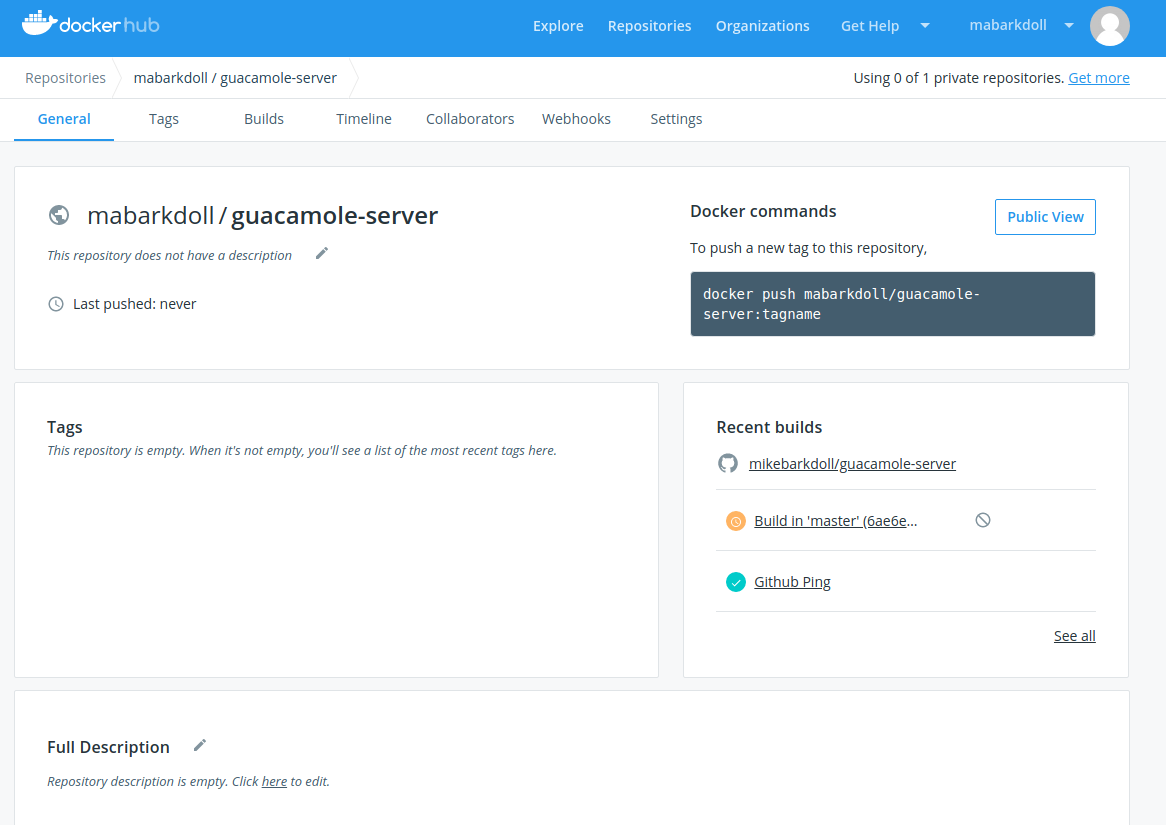 docker hub
Explore
Repositories
Organizations
Get Help
mabarkdoll
Repositories
mabarkdoll / guacamole-server
Using 0 of 1 private repositories. Get more
General
Tags
Builds
Timeline
Collaborators
Webhooks
Settings
mabarkdoll / guacamole-server
This repository does not have a description
Last pushed: never
Docker commands
Public View
To push a new tag to this repository,
docker push mabarkdoll/guacamole-
server:tagname
Tags
This repository is empty. When it's not empty, you'll see a list of the most recent tags here.
Recent builds
mikebarkdoll/guacamole-server
Build in 'master' (6ae6e...
Github Ping
See all
Full Description
Repository description is empty. Click here to edit.